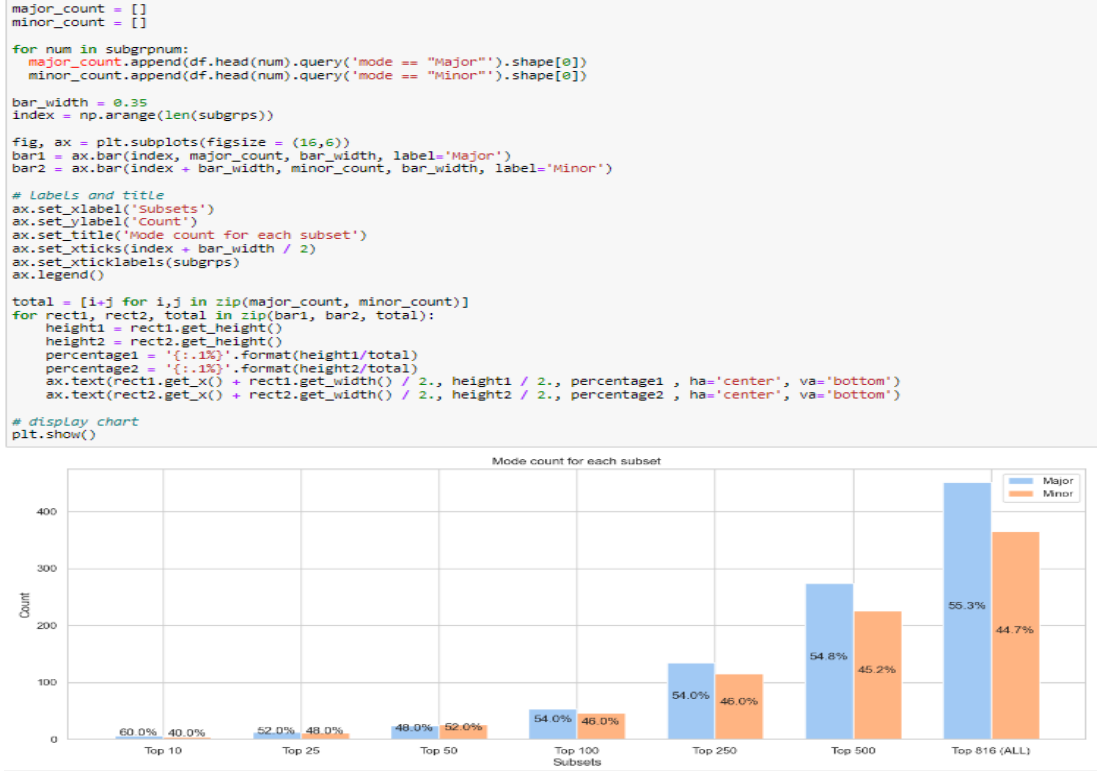 major_count = []
minor_count = []
for num in subgrpnum:
  major_count.append(df.head(num).query('mode == "Major"').shape[0])
  minor_count.append(df.head(num).query('mode == "Minor"').shape[0])
bar_width = 0.35
index = np.arange(len(subgrps))
fig, ax = plt.subplots(figsize = (16,6))
bar1 = ax.bar(index, major_count, bar_width, label='Major')
bar2 = ax.bar(index + bar_width, minor_count, bar_width, label='Minor')
# Labels and title
ax.set_xlabel('Subsets')
ax.set_ylabel('Count')
ax.set_title('Mode count for each subset')
ax.set_xticks(index + bar_width / 2)
ax.set_xticklabels(subgrps)
ax.legend()
total = [i+j for i,j in zip(major_count, minor_count)]
for rect1, rect2, total in zip(bar1, bar2, total):
    height1 = rect1.get_height()
    height2 = rect2.get_height()
    percentage1 = '{:.1%}'.format(height1/total)
    percentage2 = '{:.1%}'.format(height2/total)
    ax.text(rect1.get_x() + rect1.get_width() / 2., height1 / 2., percentage1 , ha='center', va='bottom')
    ax.text(rect2.get_x() + rect2.get_width() / 2., height2 / 2., percentage2 , ha='center', va='bottom')
# display chart
plt.show()
Mode count for each subset
Major
Minor
400
300
200
100
0
Count
60.0% 40.0%
52.0% 48.0%
48.0% 52.0%
54.0% 46.0%
54.0% 46.0%
54.8% 45.2%
55.3% 44.7%
Top 10 Top 25 Top 50 Top 100 Top 250 Top 500 Top 816 (ALL)
Subsets